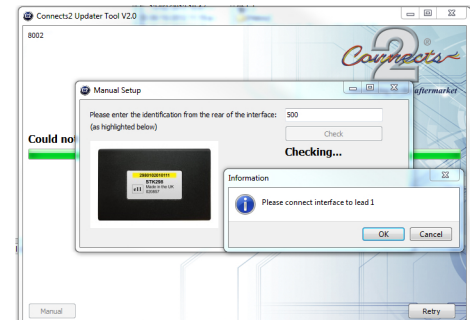 Connects2 Updater Tool V2.0
8002
Connects2
®
aftermarket
Manual Setup
Please enter the identification from the rear of the interface:
500
(as highlighted below)
Check
Could no
Checking...
STK298
Made in the UK
e11
Information
Please connect interface to lead 1
OK
Cancel
Manual
Retry